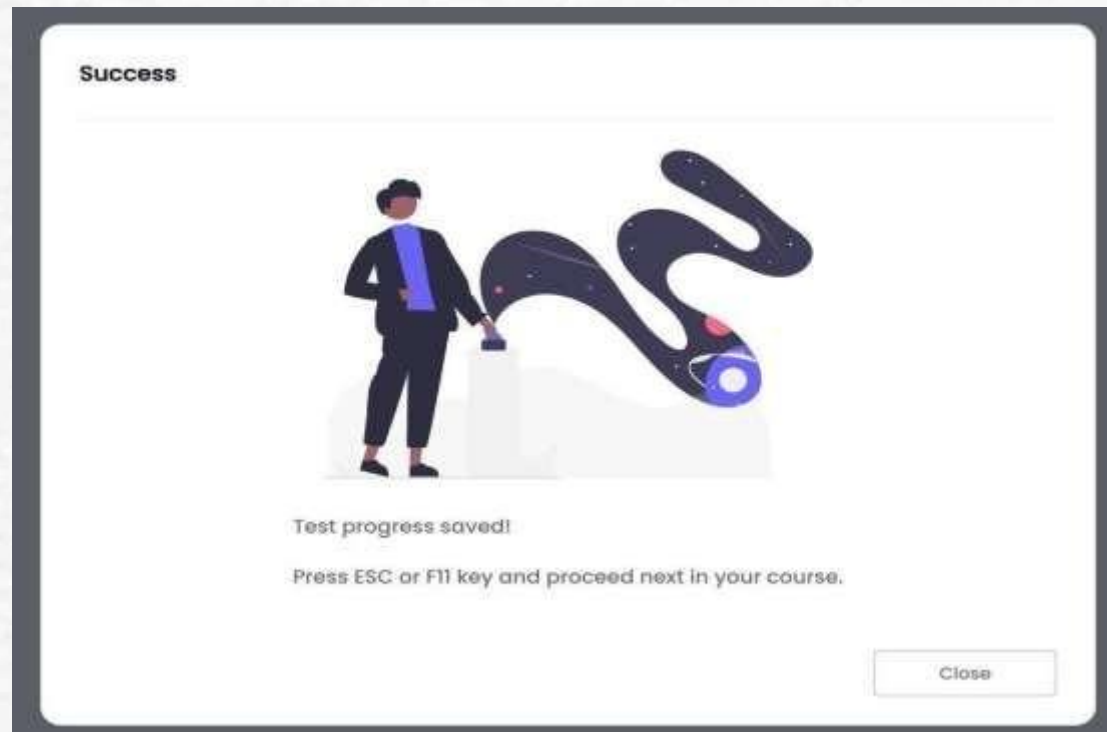 Success
Test progress saved!
Press ESC or F11 key and proceed next in your course.
Close